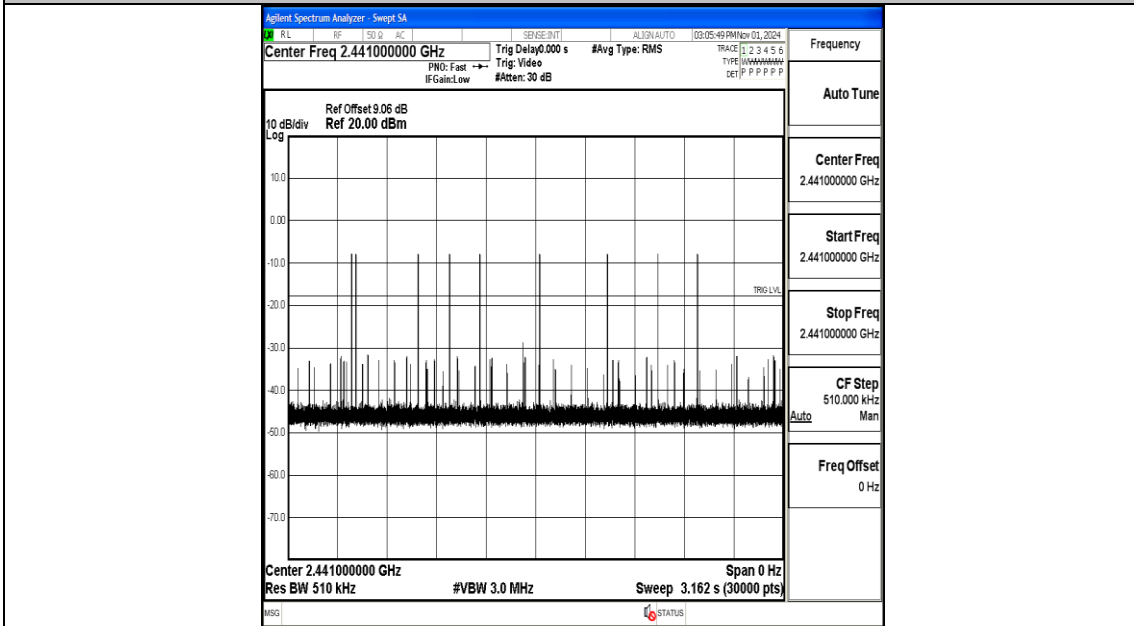 Agilent Spectrum Analyzer - Swept SA
RL RF 50 Ω AC SENSE:INT ALIGN AUTO 03:05:49 PM Nov 01, 2024
Center Freq 2.441000000 GHz
Trig Delay0.000 s #Avg Type: RMS
TRACE 1 2 3 4 5 6
PNO: Fast Trig: Video
TYPE
IFGain:Low #Atten: 30 dB
DET P P P P P P
Ref Offset 9.06 dB
10 dB/div Ref 20.00 dBm
Log
10.0
0.00
-10.0
TRIG LVL
-20.0
-30.0
-40.0
-50.0
-60.0
-70.0
Center 2.441000000 GHz Span 0 Hz
Res BW 510 kHz #VBW 3.0 MHz Sweep 3.162 s (30000 pts)
MSG STATUS
Frequency
Auto Tune
Center Freq
2.441000000 GHz
Start Freq
2.441000000 GHz
Stop Freq
2.441000000 GHz
CF Step
510.000 kHz
Auto Man
Freq Offset
0 Hz